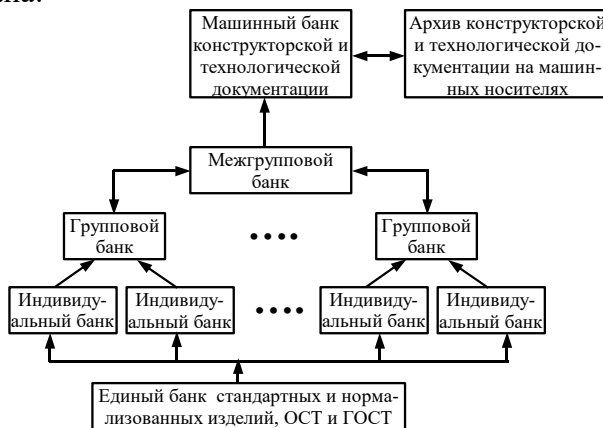 Машинный банк
конструкторской и
технологической
документации
Архив конструкторской
и технологической до-
кументации на машин-
ных носителях
Межгрупповой
банк
Групповой
банк
....
Групповой
банк
Индивиду-
альный банк
Индивиду-
альный банк
....
Индивиду-
альный банк
Индивиду-
альный банк
Единый банк стандартных и норма-
лизованных изделий, ОСТ и ГОСТ